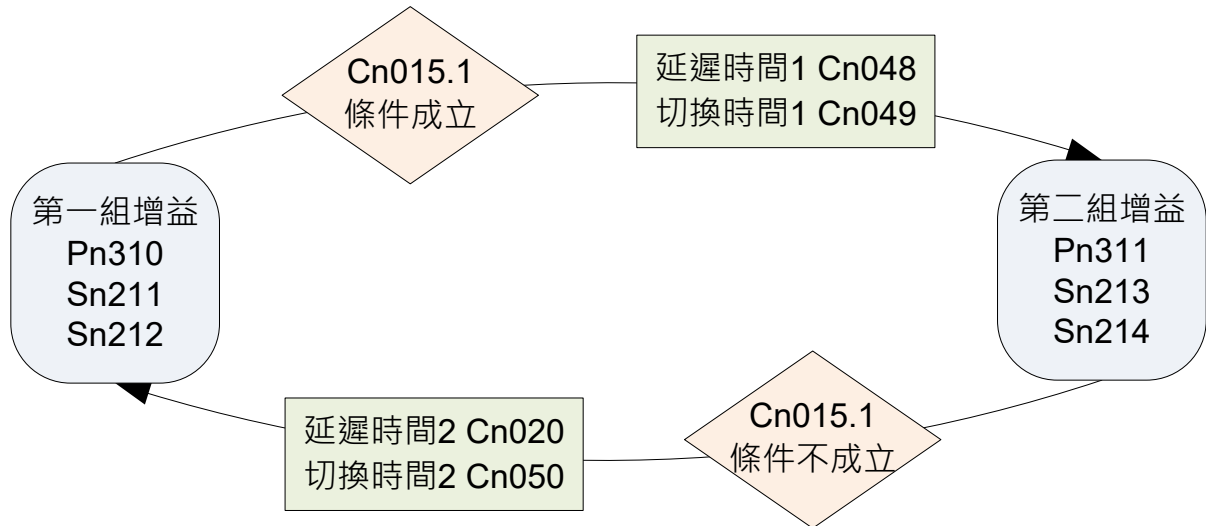 Cn015.1
條件成立
延遲時間1 Cn048
切換時間1 Cn049
第一組增益
Pn310
Sn211
Sn212
第二組增益
Pn311
Sn213
Sn214
延遲時間2 Cn020
切換時間2 Cn050
Cn015.1
條件不成立